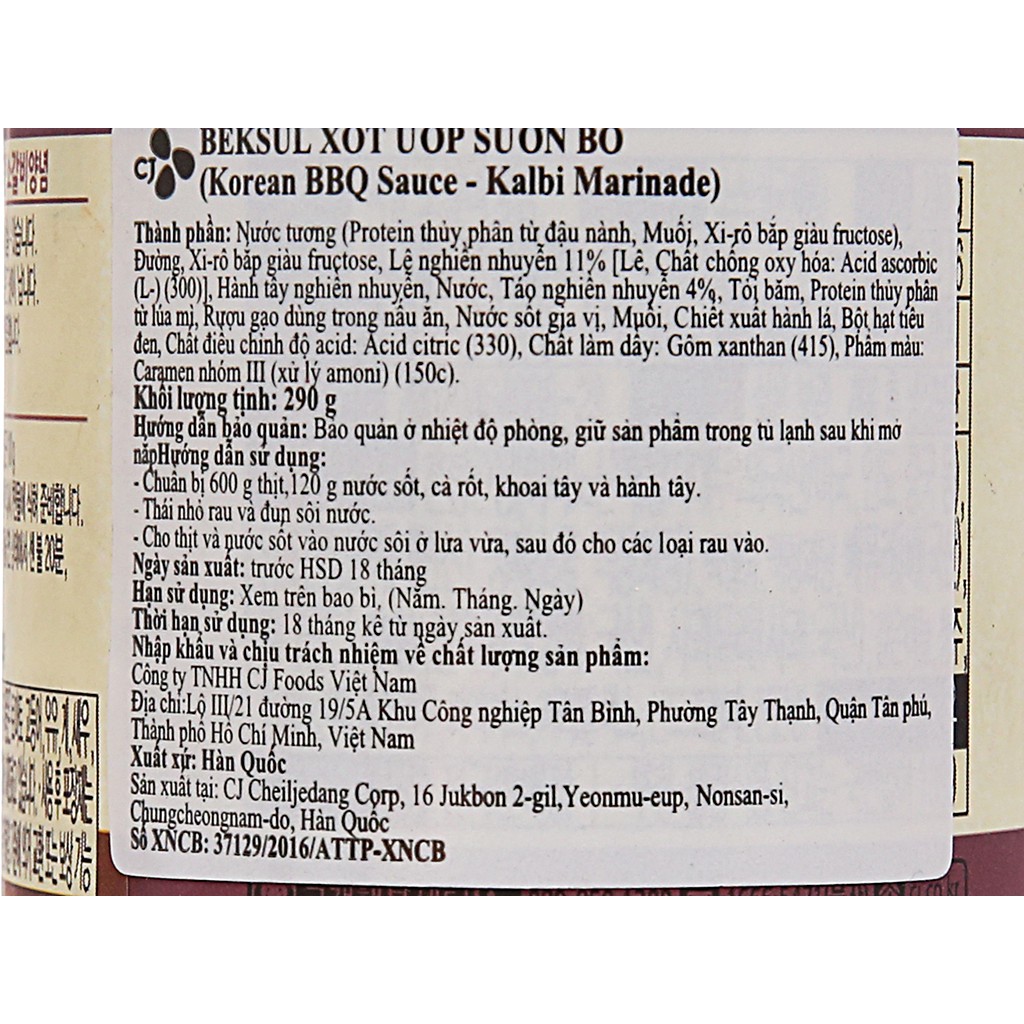 BEKSUL XỐT ƯỚP SƯỜN BÒ
CJ
(Korean BBQ Sauce - Kalbi Marinade)
Thành phần: Nước tương (Protein thủy phân từ đậu nành, Muối, Xi-rô bắp giàu fructose),
Đường, Xi-rô bắp giàu fructose, Lê nghiền nhuyễn 11% [Lê, Chất chống oxy hóa: Acid ascorbic
(L-) (300)], Hành tây nghiền nhuyễn, Nước, Táo nghiền nhuyễn 4%, Tỏi băm, Protein thủy phân
từ lúa mì, Rượu gạo dùng trong nấu ăn, Nước sốt gia vị, Muối, Chiết xuất hành lá, Bột hạt tiêu
đen, Chất điều chỉnh độ acid: Acid citric (330), Chất làm dày: Gôm xanthan (415), Phẩm màu:
Caramen nhóm III (xử lý amoni) (150c).
Khối lượng tịnh: 290 g
Hướng dẫn bảo quản: Bảo quản ở nhiệt độ phòng, giữ sản phẩm trong tủ lạnh sau khi mở
nắpHướng dẫn sử dụng:
- Chuẩn bị 600 g thịt,120 g nước sốt, cà rốt, khoai tây và hành tây.
- Thái nhỏ rau và đun sôi nước.
- Cho thịt và nước sốt vào nước sôi ở lửa vừa, sau đó cho các loại rau vào.
Ngày sản xuất: trước HSD 18 tháng
Hạn sử dụng: Xem trên bao bì, (Năm. Tháng. Ngày)
Thời hạn sử dụng: 18 tháng kể từ ngày sản xuất.
Nhập khẩu và chịu trách nhiệm về chất lượng sản phẩm:
Công ty TNHH CJ Foods Việt Nam
Địa chỉ:Lô III/21 đường 19/5A Khu Công nghiệp Tân Bình, Phường Tây Thạnh, Quận Tân phú,
Thành phố Hồ Chí Minh, Việt Nam
Xuất xứ: Hàn Quốc
Sản xuất tại: CJ Cheiljedang Corp, 16 Jukbon 2-gil,Yeonmu-eup, Nonsan-si,
Chungcheongnam-do, Hàn Quốc
Số XNCB: 37129/2016/ATTP-XNCB
갈비양념
준비합니다.